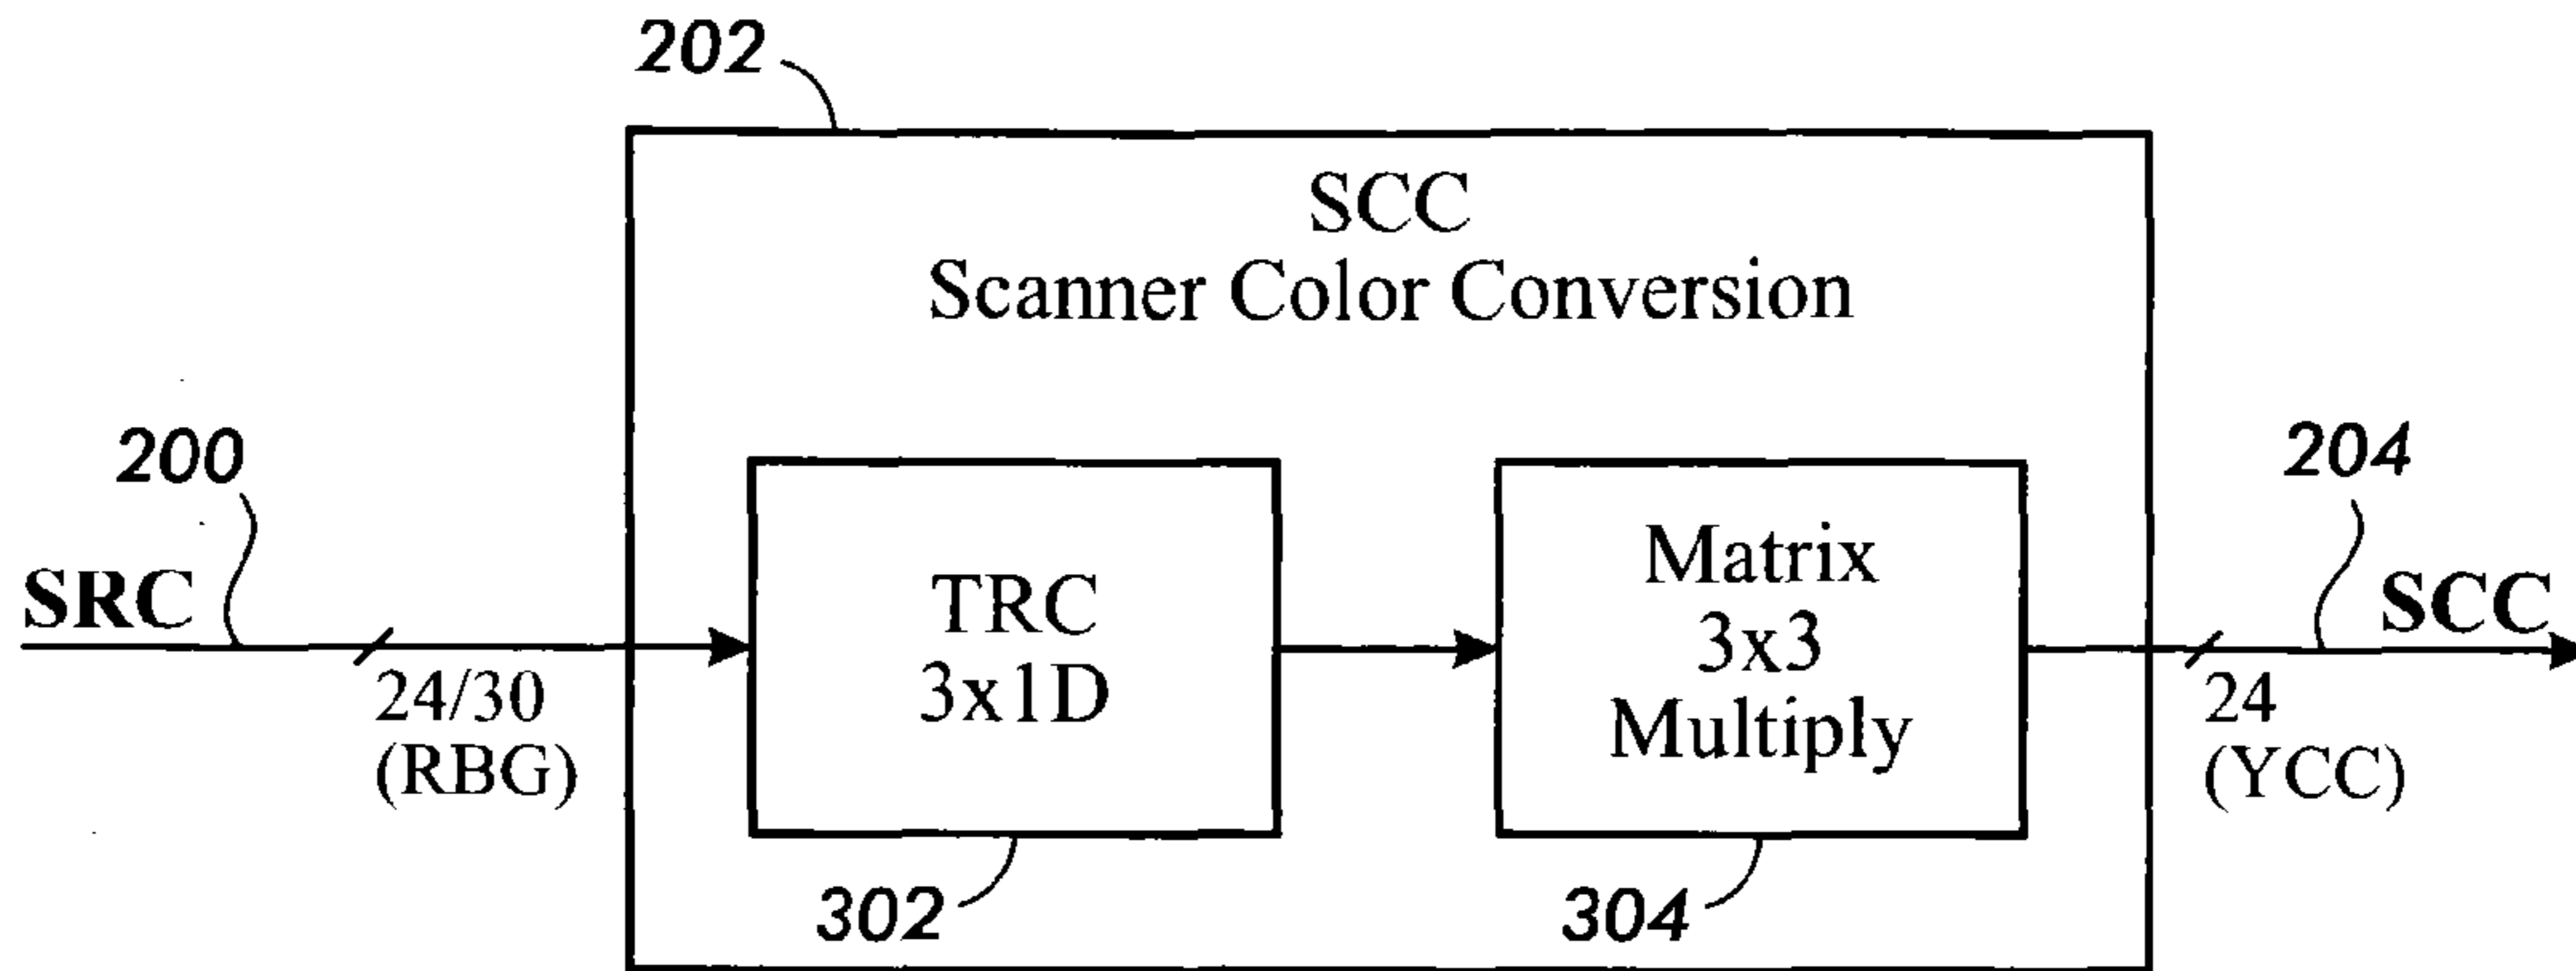 202
SCC
Scanner Color Conversion
200
204
SRC
24/30
(RBG)
TRC
3x1D
Matrix
3x3
Multiply
SCC
24
(YCC)
302
304